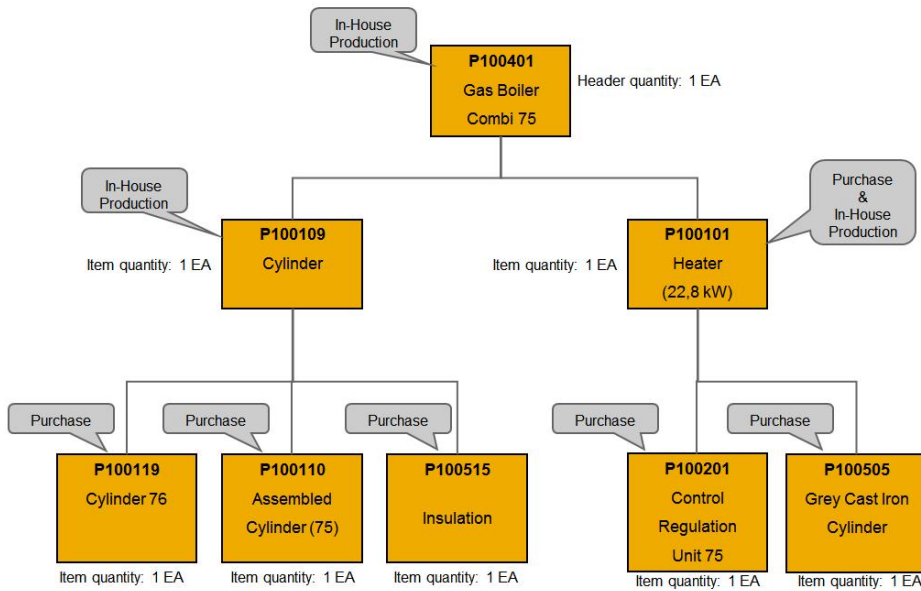 In-House
Production
P100401
Gas Boiler
Combi 75
Header quantity: 1 EA
In-House
Production
P100109
Cylinder
Item quantity: 1 EA
Purchase
&
In-House
Production
P100101
Heater
(22,8 kW)
Item quantity: 1 EA
Purchase
P100119
Cylinder 76
Item quantity: 1 EA
Purchase
P100110
Assembled
Cylinder (75)
Item quantity: 1 EA
Purchase
P100515
Insulation
Item quantity: 1 EA
Purchase
P100201
Control
Regulation
Unit 75
Item quantity: 1 EA
Purchase
P100505
Grey Cast Iron
Cylinder
Item quantity: 1 EA